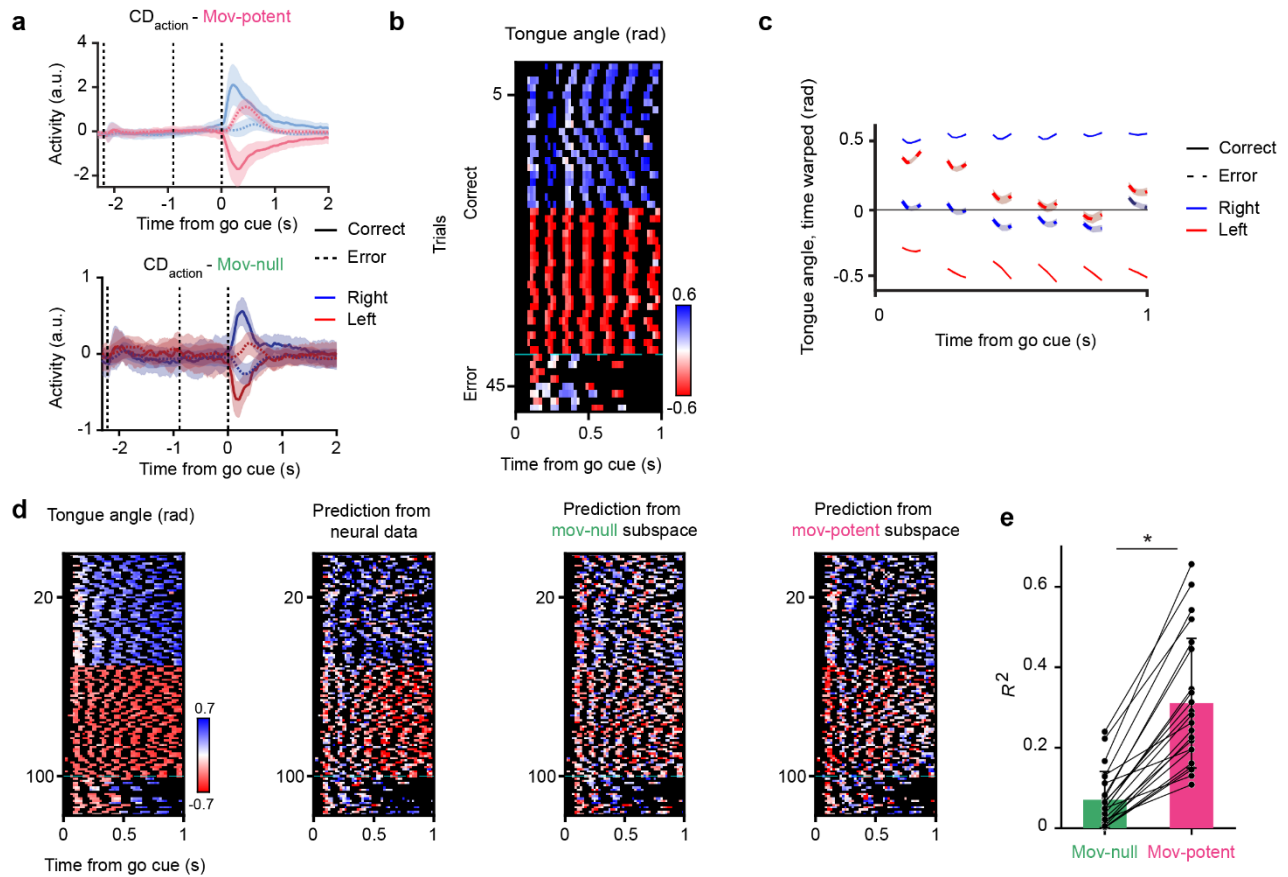 a
CD action - Mov-potent
Activity (a.u.)
4
2
0
-2
-2 -1 0 1 2
Time from go cue (s)
Correct
Error
Right
Left
CD action - Mov-null
Activity (a.u.)
1
0
-1
-2 -1 0 1 2
Time from go cue (s)
b
Tongue angle (rad)
Trials
Correct
Error
5
45
0.6
-0.6
0 0.5 1
Time from go cue (s)
c
Tongue angle, time warped (rad)
0.5
0
-0.5
0 1
Time from go cue (s)
Correct
Error
Right
Left
d
Tongue angle (rad)
20
100
0.7
-0.7
0 0.5 1
Time from go cue (s)
Prediction from
neural data
20
100
0 0.5 1
Prediction from
mov-null subspace
20
100
0 0.5 1
Prediction from
mov-potent subspace
20
100
0 0.5 1
e
*
R²
0.6
0.4
0.2
0
Mov-null Mov-potent